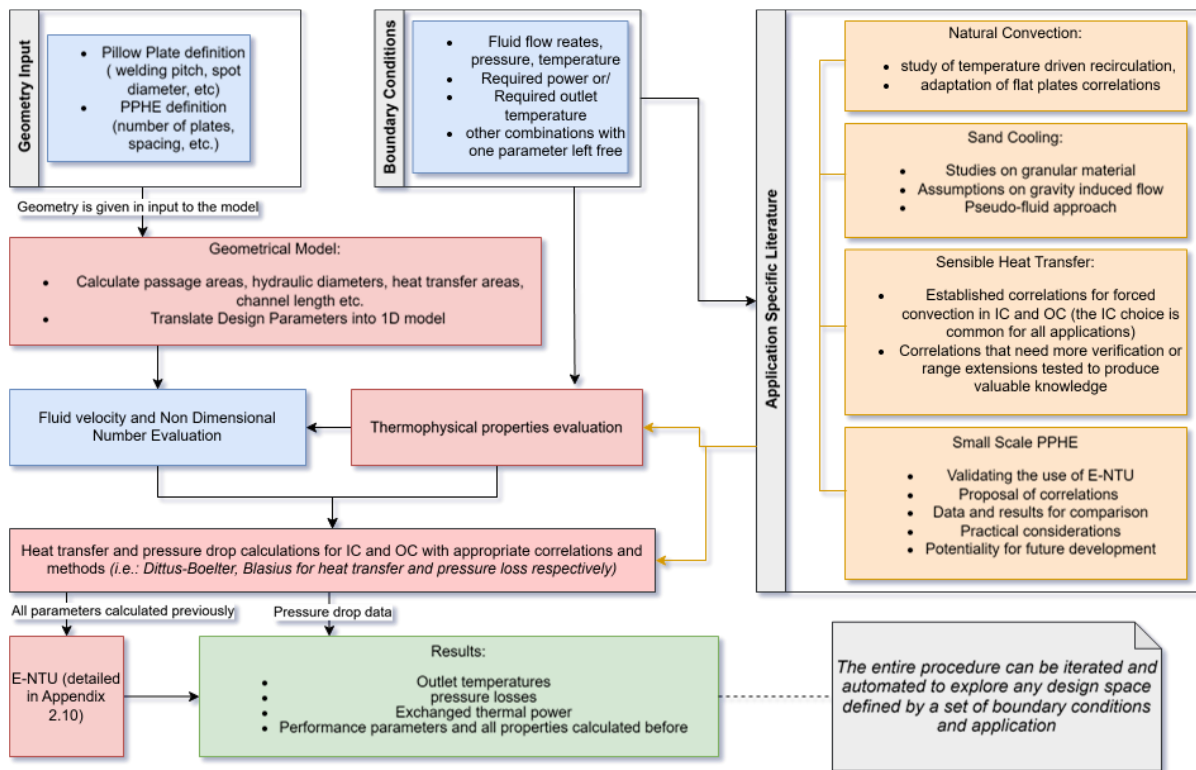 Geometry Input
• Pillow Plate definition
( welding pitch, spot
diameter, etc)
• PPHE definition
(number of plates,
spacing, etc.)
Boundary Conditions
• Fluid flow reates,
pressure, temperature
• Required power or/
• Required outlet
temperature
• other combinations with
one parameter left free
Application Specific Literature
Natural Convection:
• study of temperature driven recirculation,
• adaptation of flat plates correlations
Sand Cooling:
• Studies on granular material
• Assumptions on gravity induced flow
• Pseudo-fluid approach
Sensible Heat Transfer:
• Established correlations for forced
convection in IC and OC (the IC choice is
common for all applications)
• Correlations that need more verification or
range extensions tested to produce
valuable knowledge
Small Scale PPHE
• Validating the use of E-NTU
• Proposal of correlations
• Data and results for comparison
• Practical considerations
• Potentiality for future development
Geometry is given in input to the model
Geometrical Model:
• Calculate passage areas, hydraulic diameters, heat transfer areas,
channel length etc.
• Translate Design Parameters into 1D model
Fluid velocity and Non Dimensional
Number Evaluation
Thermophysical properties evaluation
Heat transfer and pressure drop calculations for IC and OC with appropriate correlations and
methods (i.e.: Dittus-Boelter, Blasius for heat transfer and pressure loss respectively)
All parameters calculated previously
Pressure drop data
E-NTU (detailed
in Appendix
2.10)
Results:
• Outlet temperatures
• pressure losses
• Exchanged thermal power
• Performance parameters and all properties calculated before
The entire procedure can be iterated and
automated to explore any design space
defined by a set of boundary conditions
and application